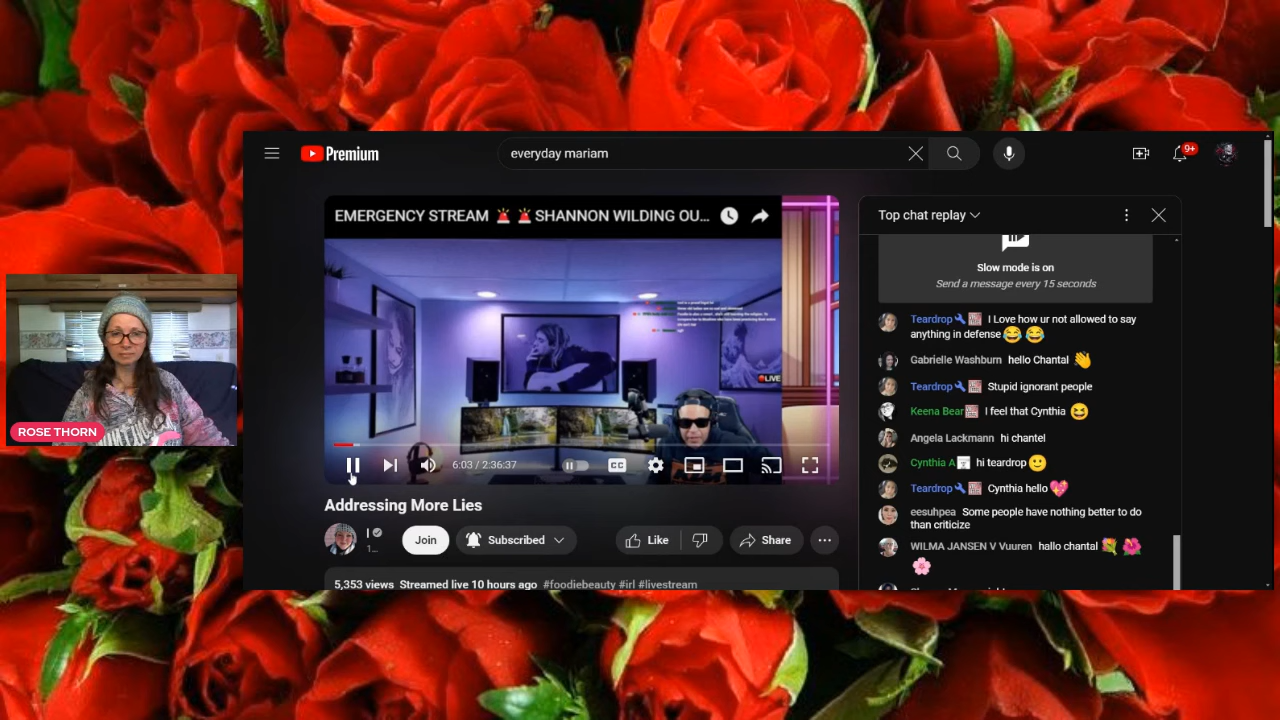 Premium
everyday mariam
9+
EMERGENCY STREAM 🚨 🚨 SHANNON WILDING OU...
LIVE
6:03 / 2:36:37
CC
Addressing More Lies
I
1...
Join
Subscribed
Like
Share
5,353 views Streamed live 10 hours ago #foodiebeauty #irl #livestream
ROSE THORN
Top chat replay
Slow mode is on
Send a message every 15 seconds
Teardrop I Love how ur not allowed to say
anything in defense😂 😂
Gabrielle Washburn hello Chantal 👋
Teardrop Stupid ignorant people
Keena Bear I feel that Cynthia 😆
Angela Lackmann hi chantel
Cynthia A hi teardrop🙂
Teardrop Cynthia hello💖
eesuhpea Some people have nothing better to do
than criticize
WILMA JANSEN V Vuuren hallo chantal 💐 🌺
🌸